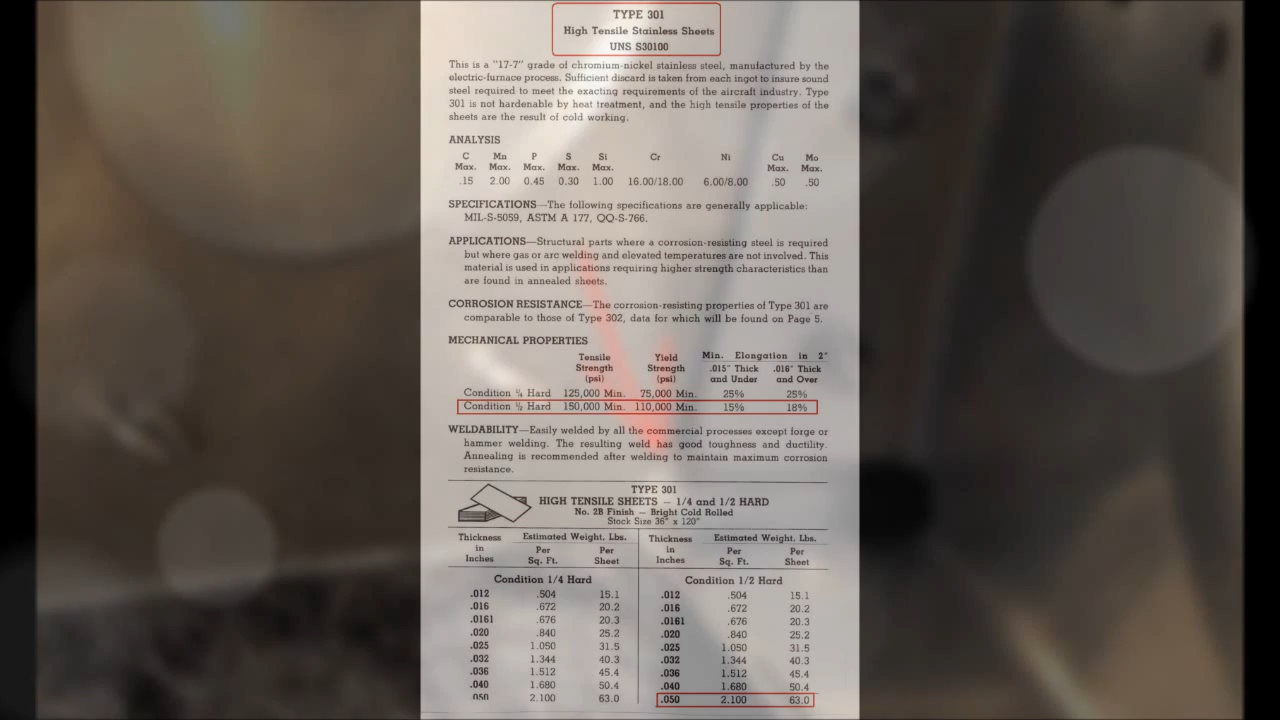 TYPE 301
High Tensile Stainless Sheets
UNS S30100
This is a "17-7" grade of chromium-nickel stainless steel, manufactured by the
electric-furnace process. Sufficient discard is taken from each ingot to insure sound
steel required to meet the exacting requirements of the aircraft industry. Type
301 is not hardenable by heat treatment, and the high tensile properties of the
sheets are the result of cold working.
ANALYSIS
C Mn P S Si Cr Ni Cu Mo
Max. Max. Max. Max. Max. Max. Max.
.15 2.00 0.45 0.30 1.00 16.00/18.00 6.00/8.00 .50 .50
SPECIFICATIONS—The following specifications are generally applicable:
MIL-S-5059, ASTM A 177, QQ-S-766.
APPLICATIONS—Structural parts where a corrosion-resisting steel is required
but where gas or arc welding and elevated temperatures are not involved. This
material is used in applications requiring higher strength characteristics than
are found in annealed sheets.
CORROSION RESISTANCE—The corrosion-resisting properties of Type 301 are
comparable to those of Type 302, data for which will be found on Page 5.
MECHANICAL PROPERTIES
Tensile Yield Min. Elongation in 2"
Strength Strength .015" Thick .016" Thick
(psi) (psi) and Under and Over
Condition ¼ Hard 125,000 Min. 75,000 Min. 25% 25%
Condition ½ Hard 150,000 Min. 110,000 Min. 15% 18%
WELDABILITY—Easily welded by all the commercial processes except forge or
hammer welding. The resulting weld has good toughness and ductility.
Annealing is recommended after welding to maintain maximum corrosion
resistance.
TYPE 301
HIGH TENSILE SHEETS — 1/4 and 1/2 HARD
No. 2B Finish — Bright Cold Rolled
Stock Size 36" x 120"
Thickness Estimated Weight, Lbs. Thickness Estimated Weight, Lbs.
in Per Per in Per Per
Inches Sq. Ft. Sheet Inches Sq. Ft. Sheet
Condition 1/4 Hard Condition 1/2 Hard
.012 .504 15.1 .012 .504 15.1
.016 .672 20.2 .016 .672 20.2
.0161 .676 20.3 .0161 .676 20.3
.020 .840 25.2 .020 .840 25.2
.025 1.050 31.5 .025 1.050 31.5
.032 1.344 40.3 .032 1.344 40.3
.036 1.512 45.4 .036 1.512 45.4
.040 1.680 50.4 .040 1.680 50.4
.050 2.100 63.0 .050 2.100 63.0